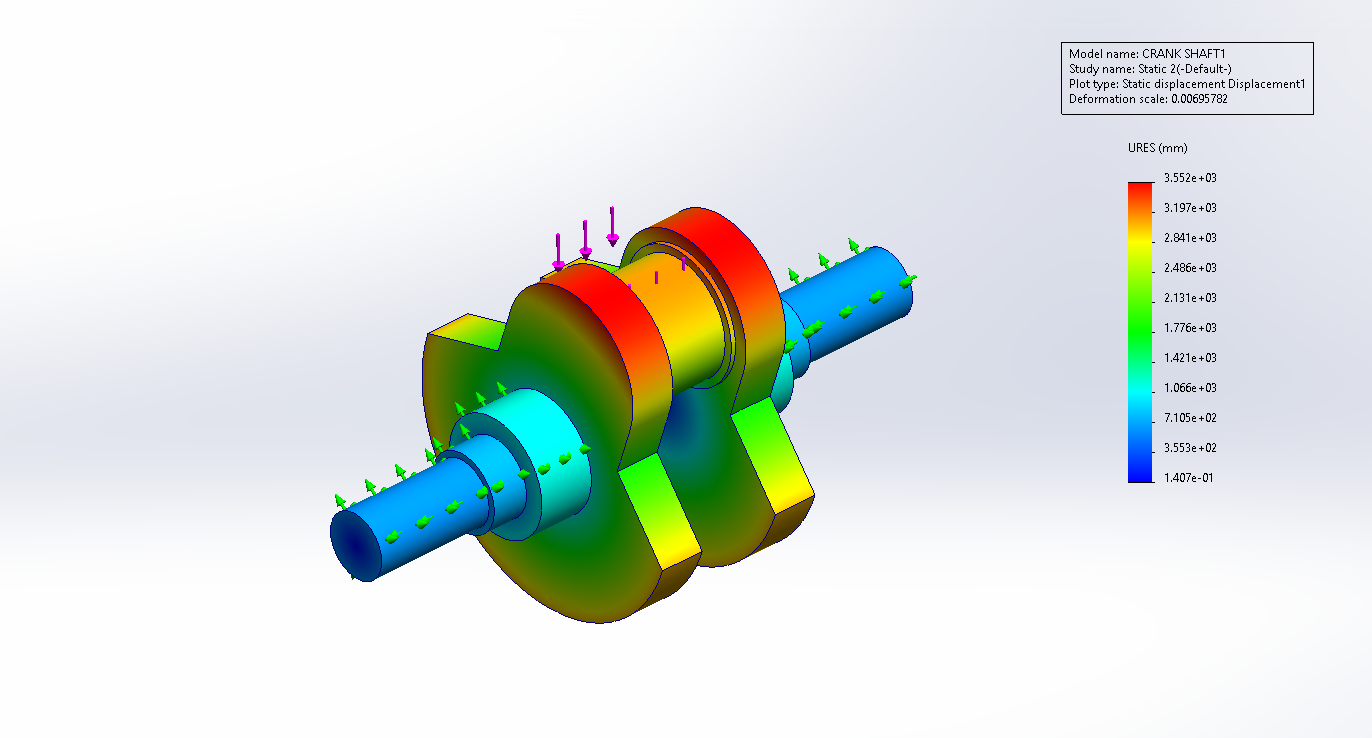 Model name: CRANK SHAFT1
Study name: Static 2(-Default-)
Plot type: Static displacement Displacement1
Deformation scale: 0.00695782
URES (mm)
3.552e+03
3.197e+03
2.841e+03
2.486e+03
2.131e+03
1.776e+03
1.421e+03
1.066e+03
7.105e+02
3.553e+02
1.407e-01